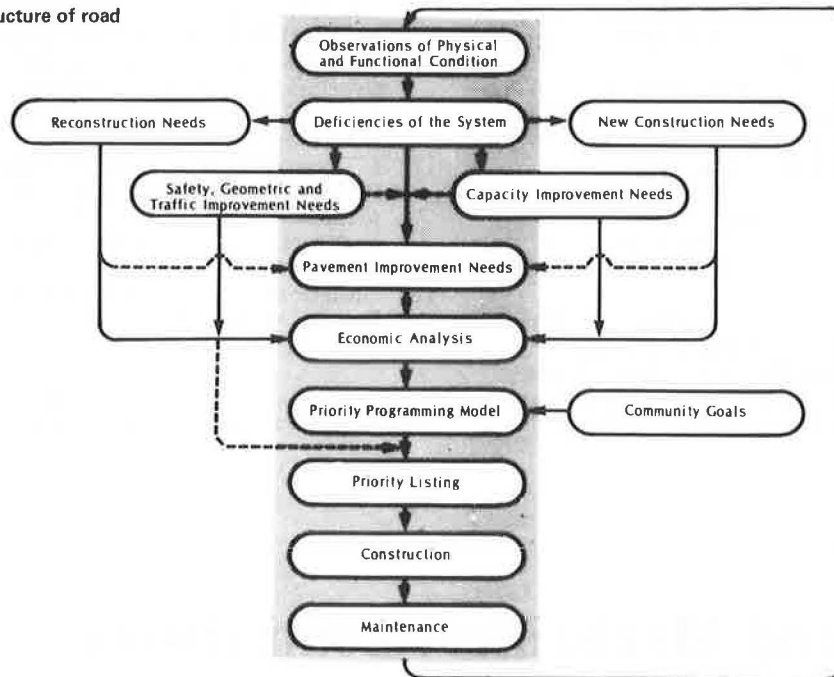 ucture of road
Observations of Physical
and Functional Condition
Reconstruction Needs
Deficiencies of the System
New Construction Needs
Safety, Geometric and
Traffic Improvement Needs
Capacity Improvement Needs
Pavement Improvement Needs
Economic Analysis
Priority Programming Model
Community Goals
Priority Listing
Construction
Maintenance